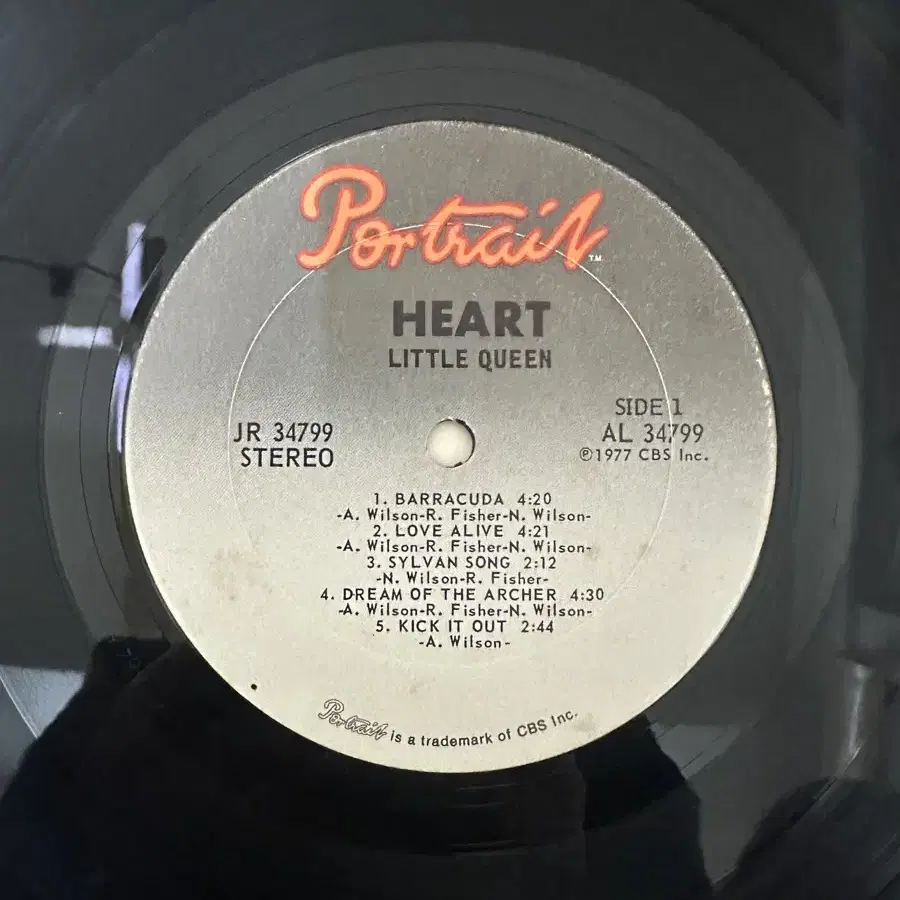 Portrait T.M.
HEART
LITTLE QUEEN
JR 34799
STEREO
SIDE 1
AL 34799
℗1977 CBS Inc.
1. BARRACUDA 4:20
-A. Wilson-R. Fisher-N. Wilson-
2. LOVE ALIVE 4:21
-A. Wilson-R. Fisher-N. Wilson-
3. SYLVAN SONG 2:12
-N. Wilson-R. Fisher-
4. DREAM OF THE ARCHER 4:30
-A. Wilson-R. Fisher-N. Wilson-
5. KICK IT OUT 2:44
-A. Wilson-
Portrait is a trademark of CBS Inc.